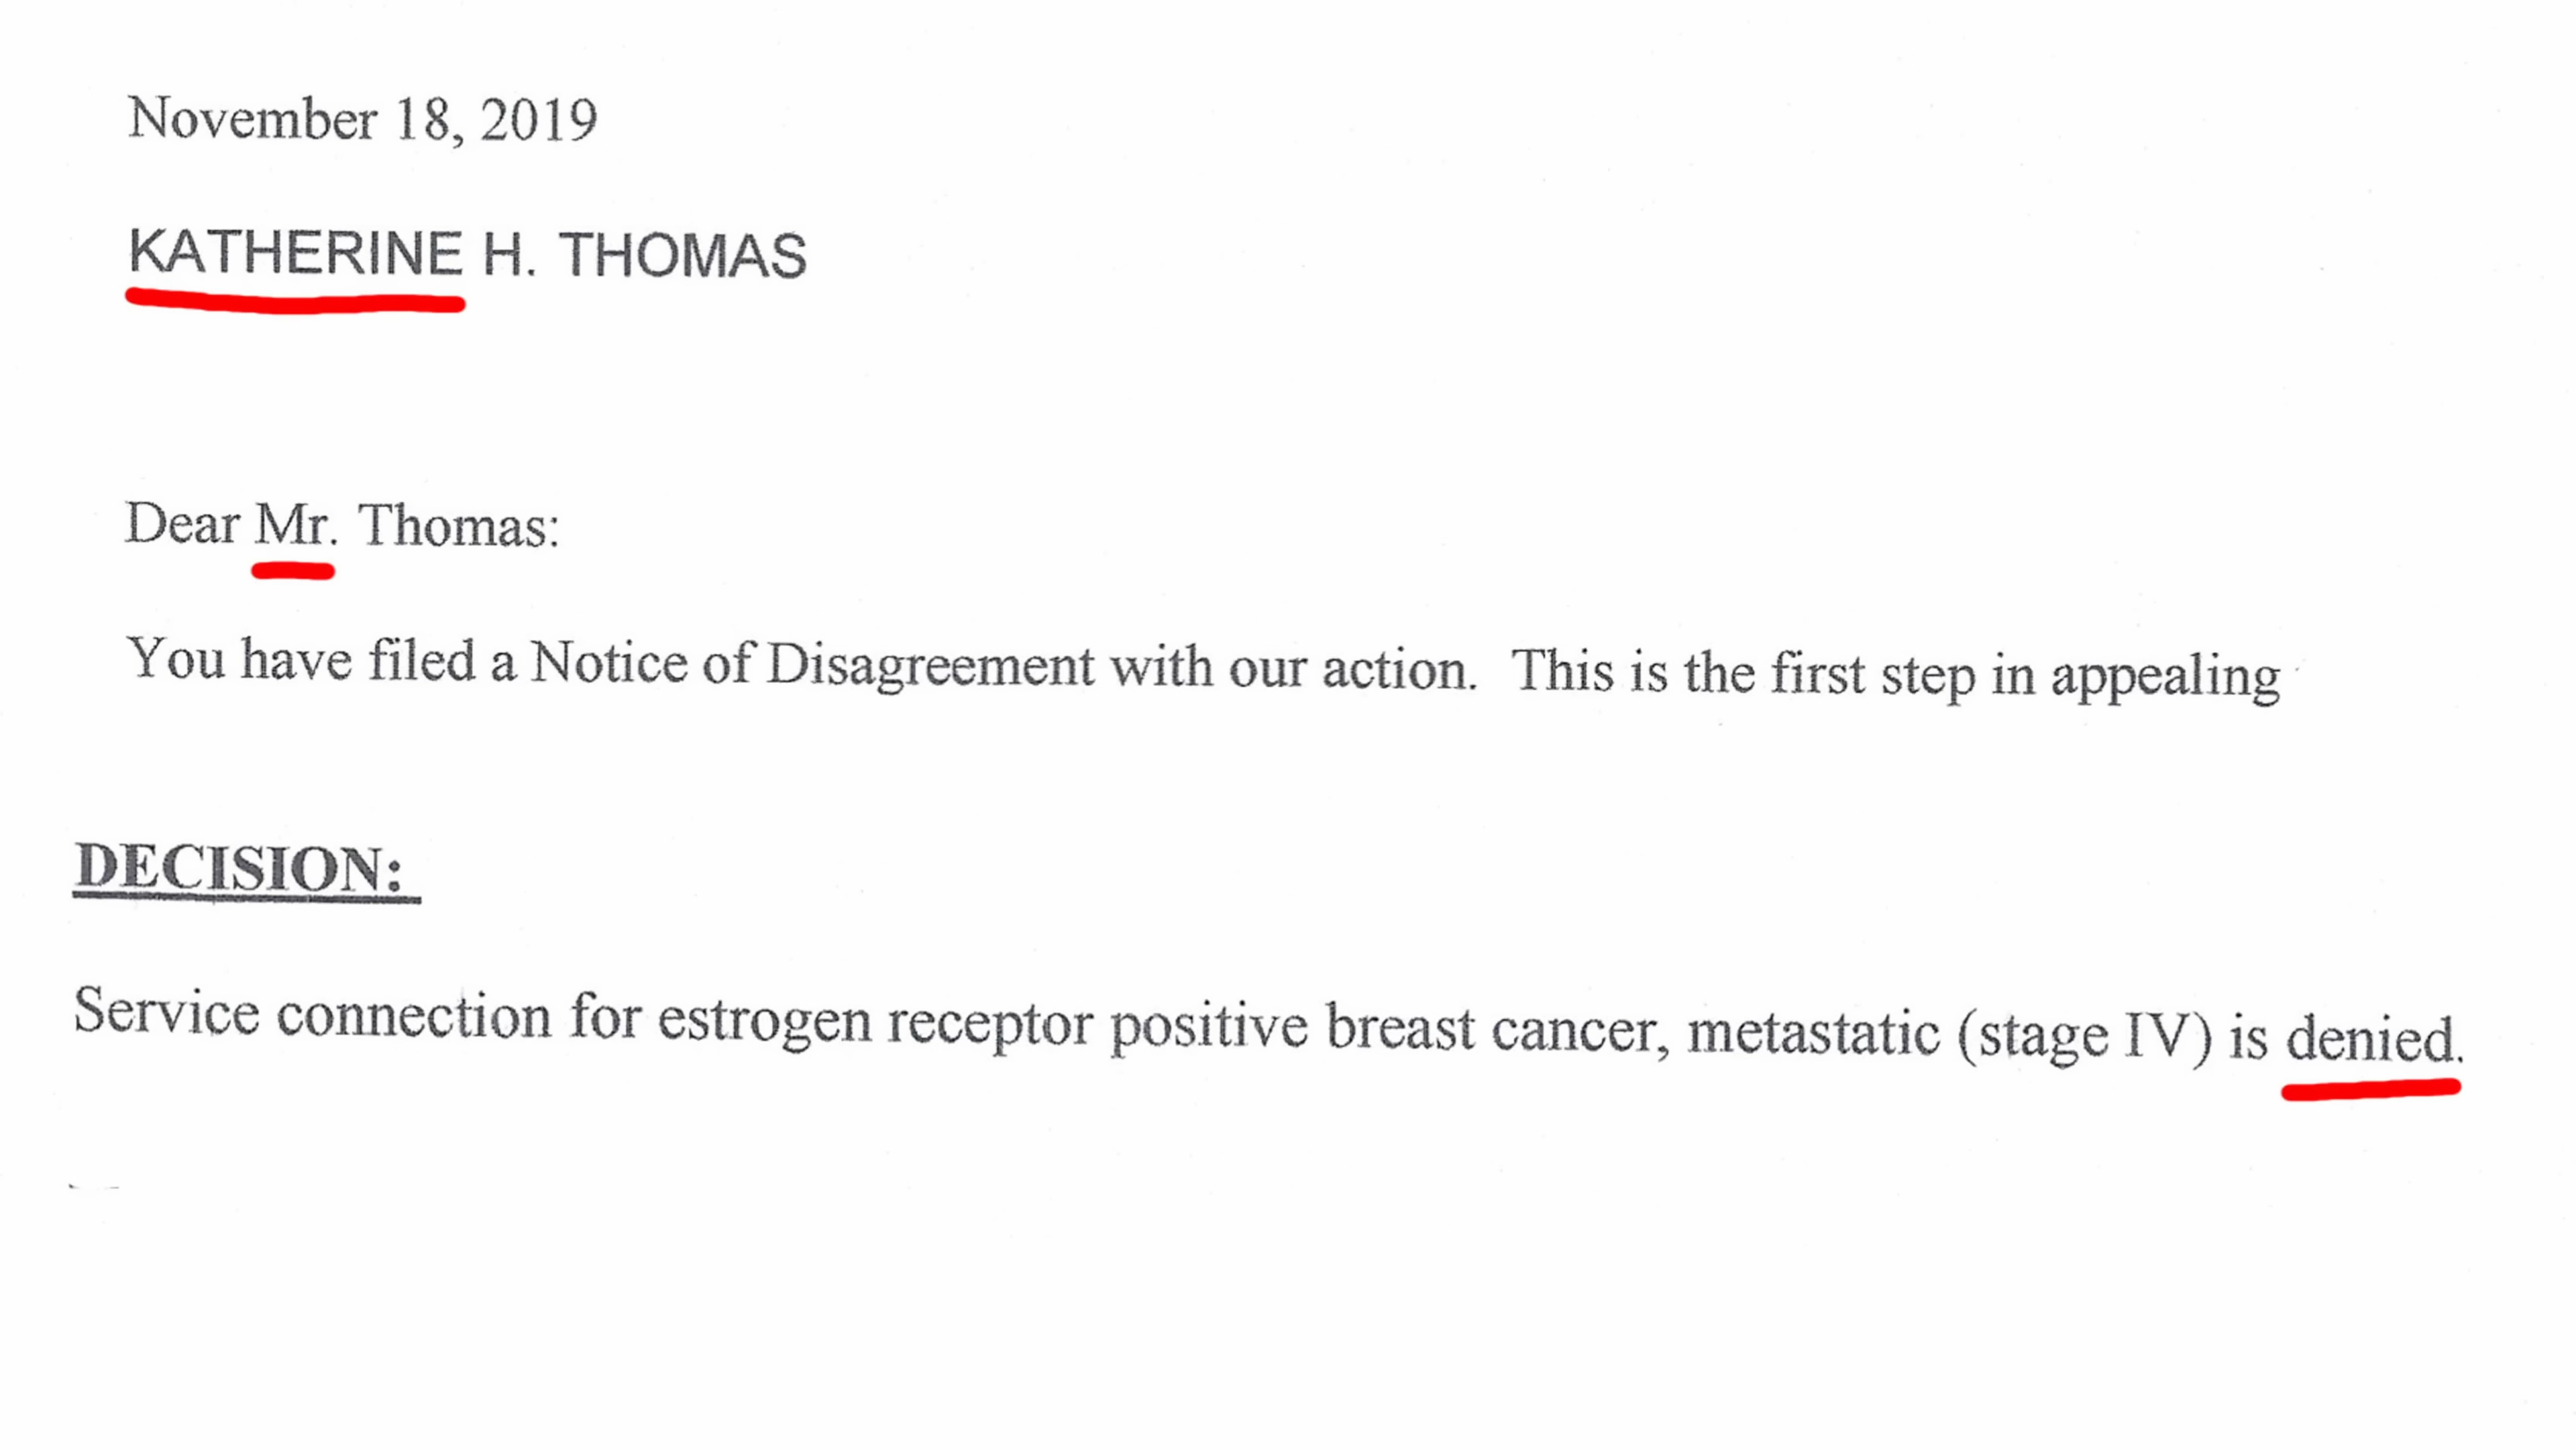 November 18, 2019
KATHERINE H. THOMAS
Dear Mr. Thomas:
You have filed a Notice of Disagreement with our action.  This is the first step in appealing
DECISION:
Service connection for estrogen receptor positive breast cancer, metastatic (stage IV) is denied.